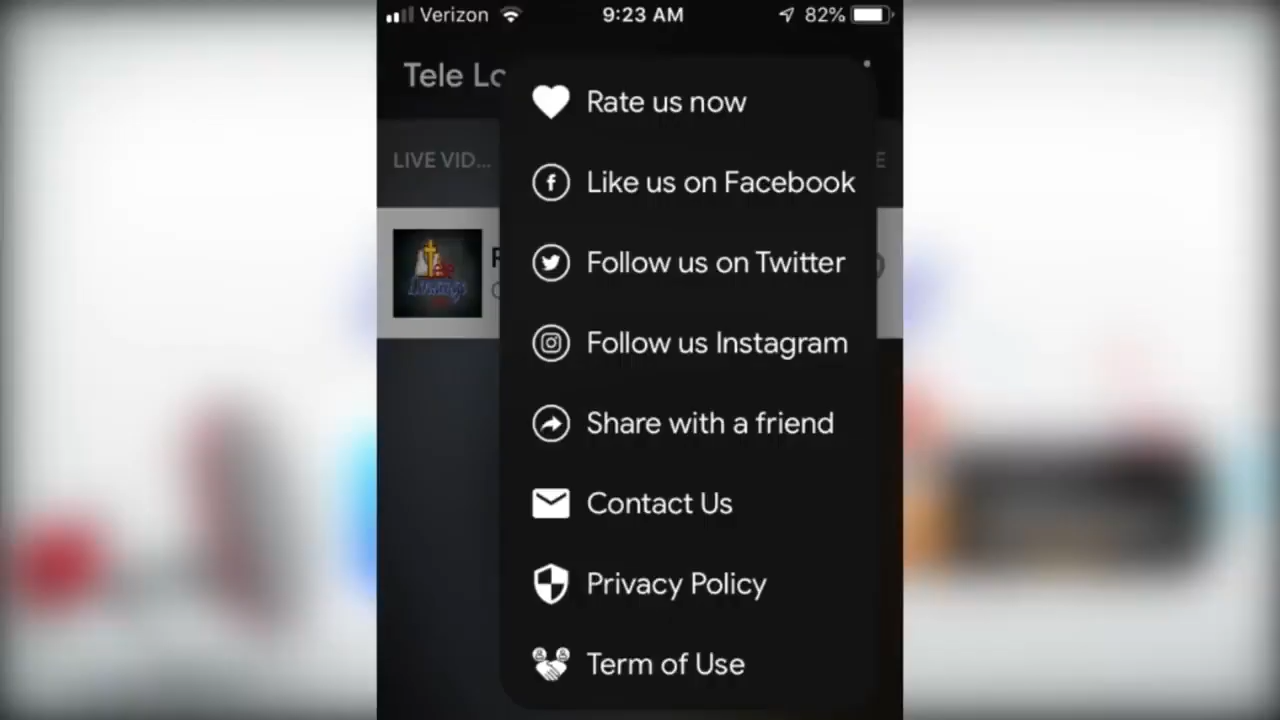 Verizon 9:23 AM 82%
Tele Lo
Rate us now
LIVE VID... E
Like us on Facebook
Follow us on Twitter
Follow us Instagram
Share with a friend
Contact Us
Privacy Policy
Term of Use